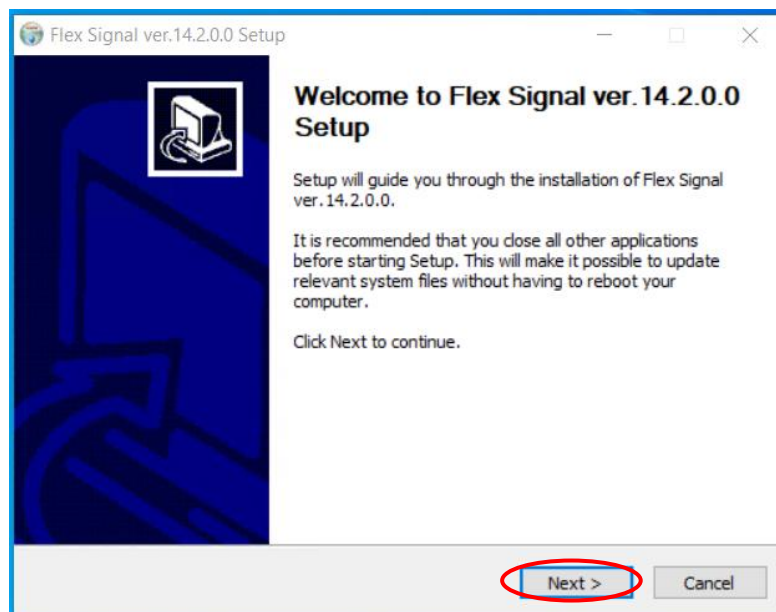 Flex Signal ver.14.2.0.0 Setup
Welcome to Flex Signal ver.14.2.0.0
Setup
Setup will guide you through the installation of Flex Signal
ver.14.2.0.0.
It is recommended that you close all other applications
before starting Setup. This will make it possible to update
relevant system files without having to reboot your
computer.
Click Next to continue.
Next >
Cancel